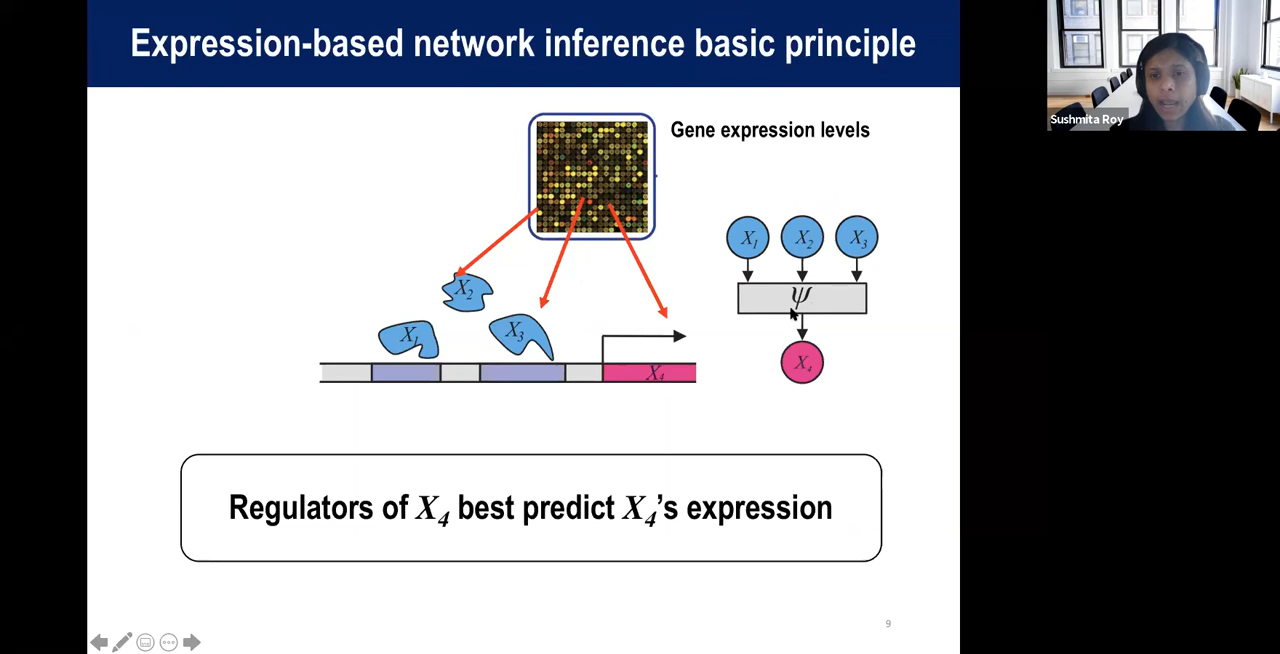 Expression-based network inference basic principle
Gene expression levels
Sushmita Roy
X1 X2 X3
X2
ψ
X1 X3
X4
X4
Regulators of X4 best predict X4's expression
9